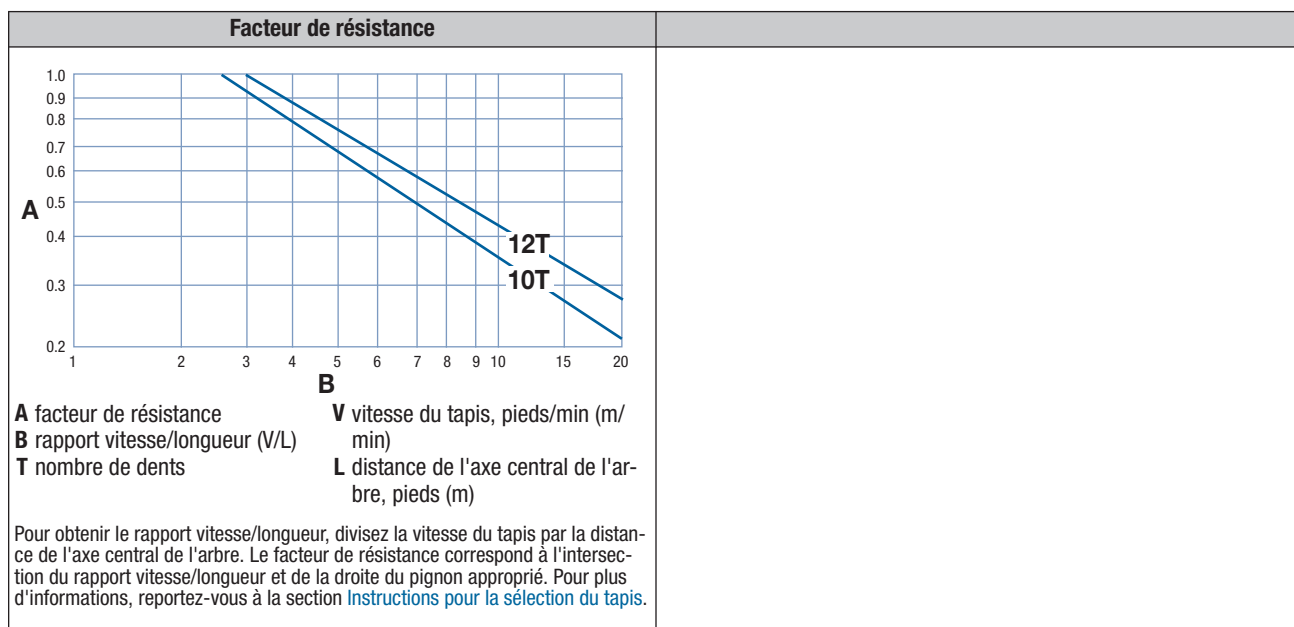 Facteur de résistance
1.0
0.9
0.8
0.7
0.6
0.5
0.4
0.3
0.2
A
12T
10T
1 2 3 4 5 6 7 8 9 10 15 20
B
A facteur de résistance
B rapport vitesse/longueur (V/L)
T nombre de dents
V vitesse du tapis, pieds/min (m/
min)
L distance de l'axe central de l'ar-
bre, pieds (m)
Pour obtenir le rapport vitesse/longueur, divisez la vitesse du tapis par la distan-
ce de l'axe central de l'arbre. Le facteur de résistance correspond à l'intersec-
tion du rapport vitesse/longueur et de la droite du pignon approprié. Pour plus
d'informations, reportez-vous à la section Instructions pour la sélection du tapis.